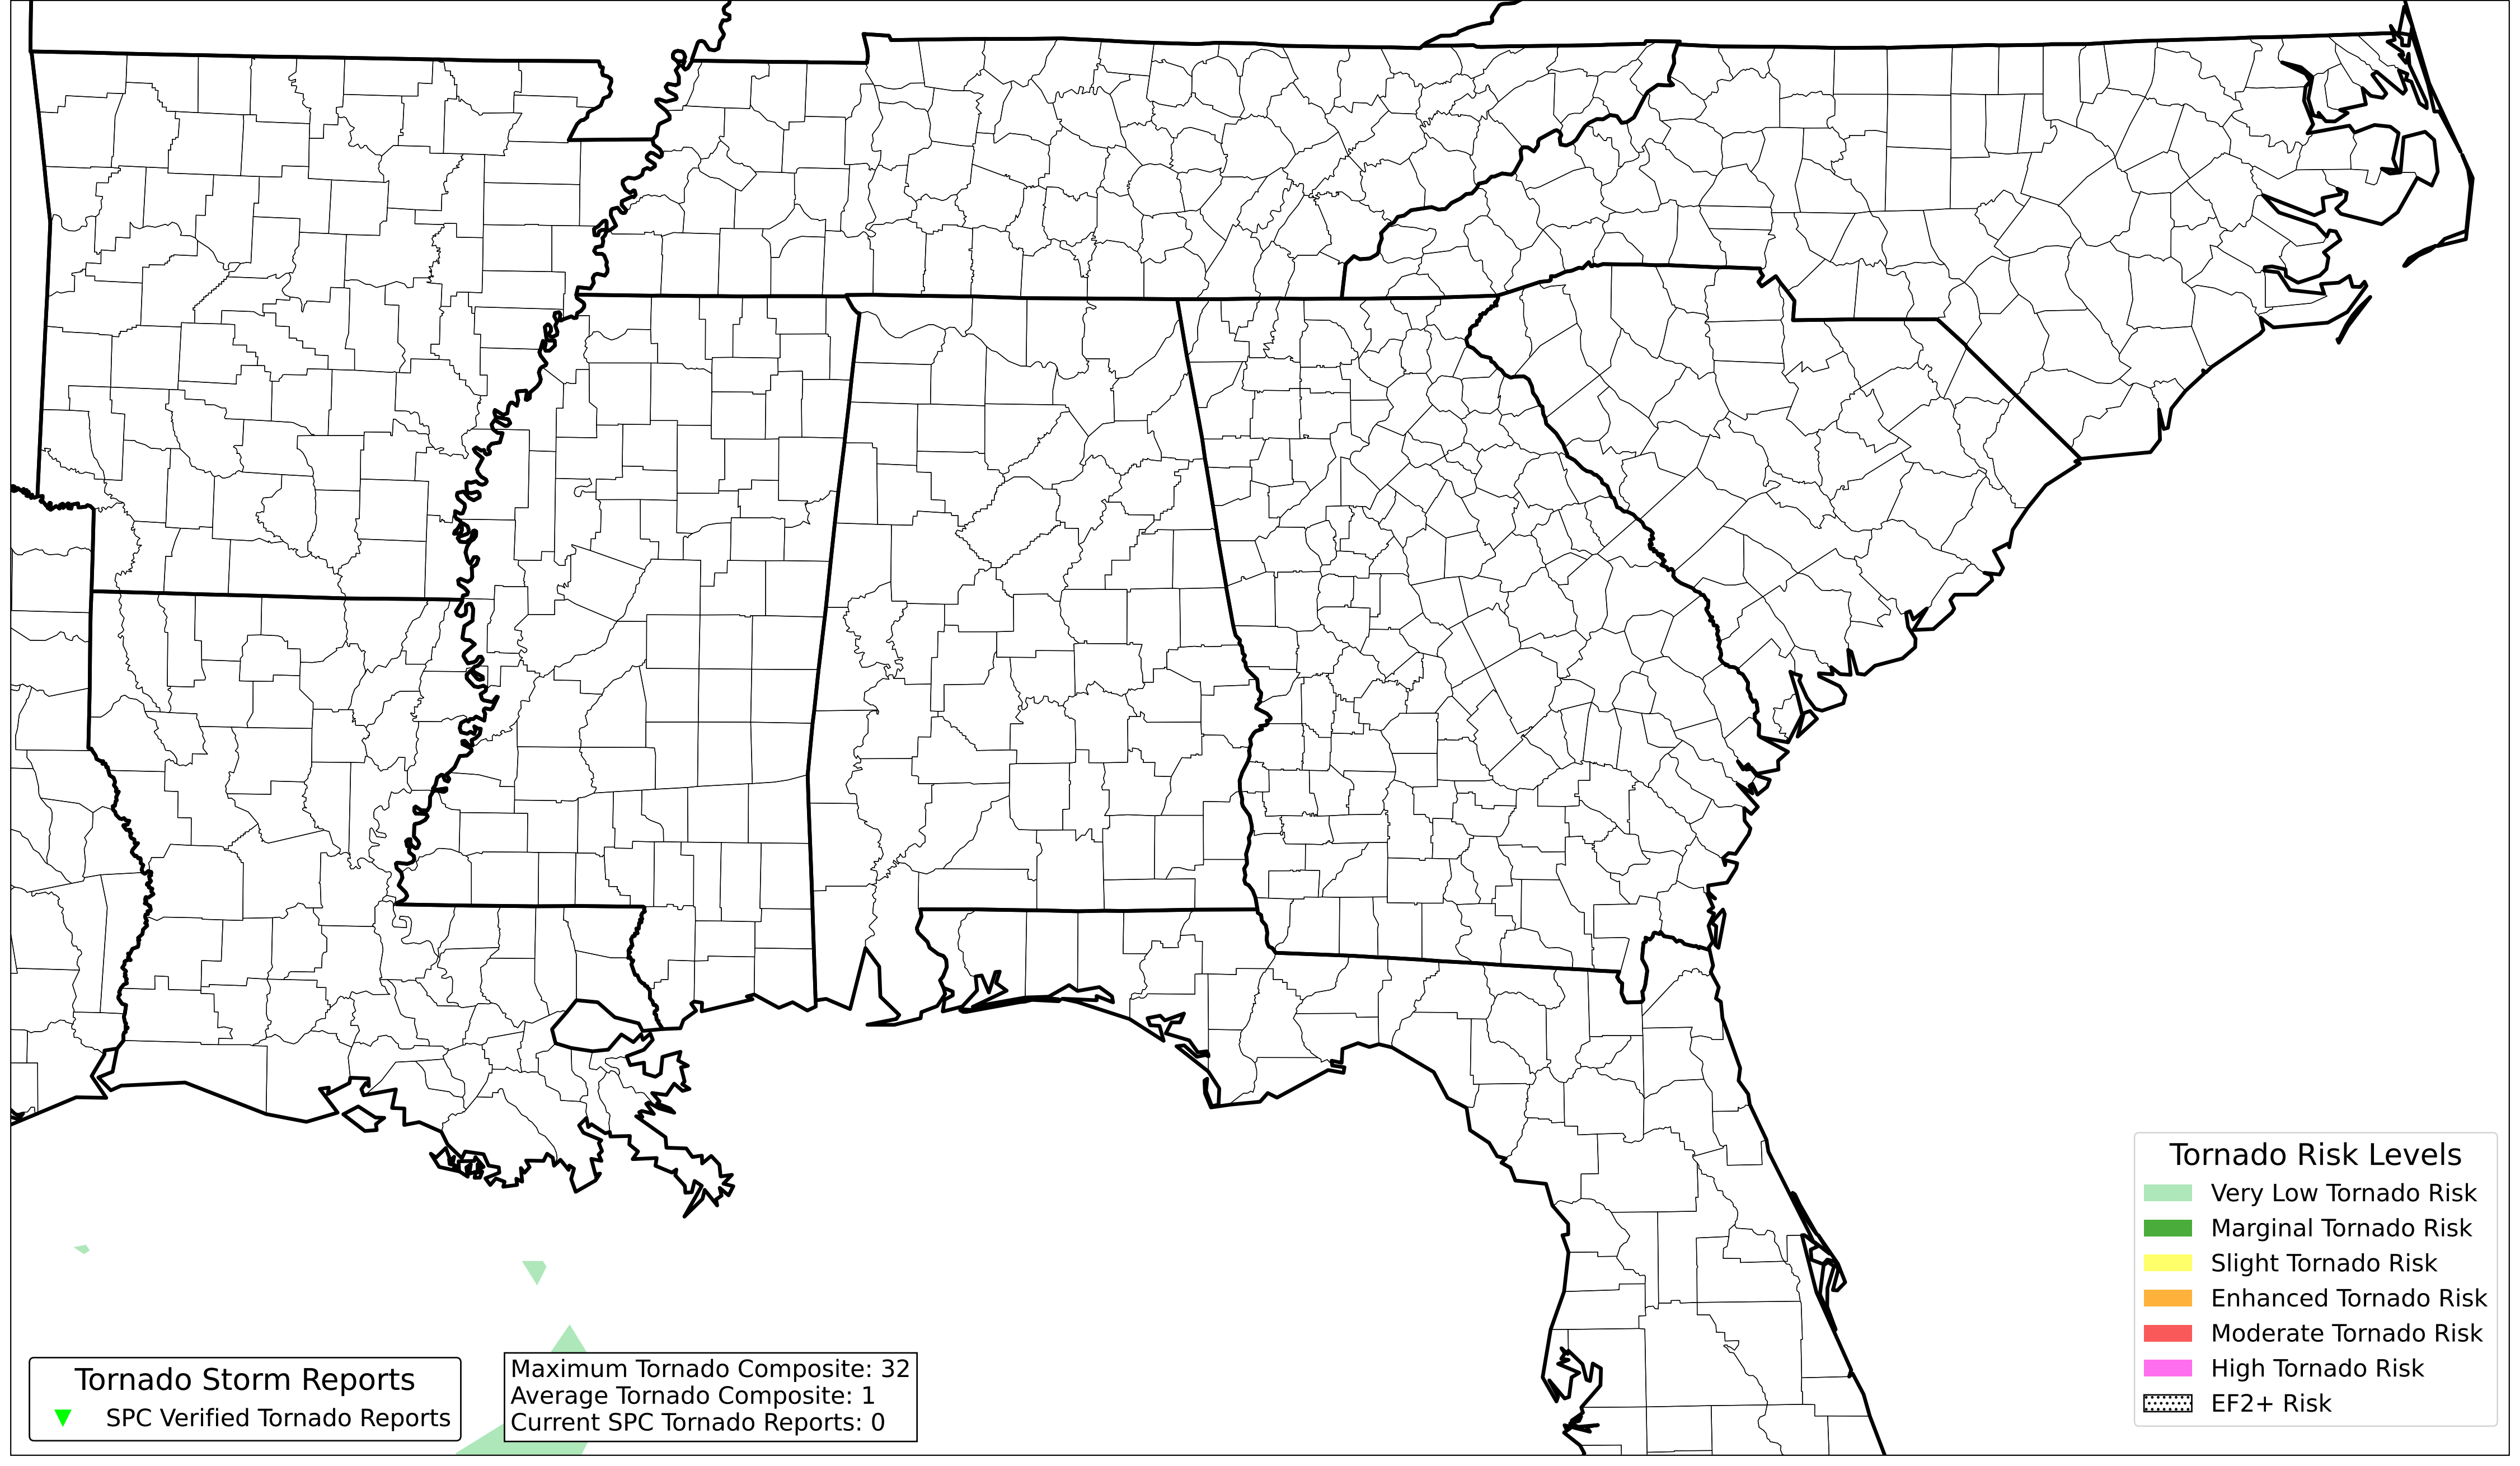 Tornado Risk Levels
Very Low Tornado Risk
Marginal Tornado Risk
Slight Tornado Risk
Enhanced Tornado Risk
Moderate Tornado Risk
High Tornado Risk
EF2+ Risk
Tornado Storm Reports
SPC Verified Tornado Reports
Maximum Tornado Composite: 32
Average Tornado Composite: 1
Current SPC Tornado Reports: 0